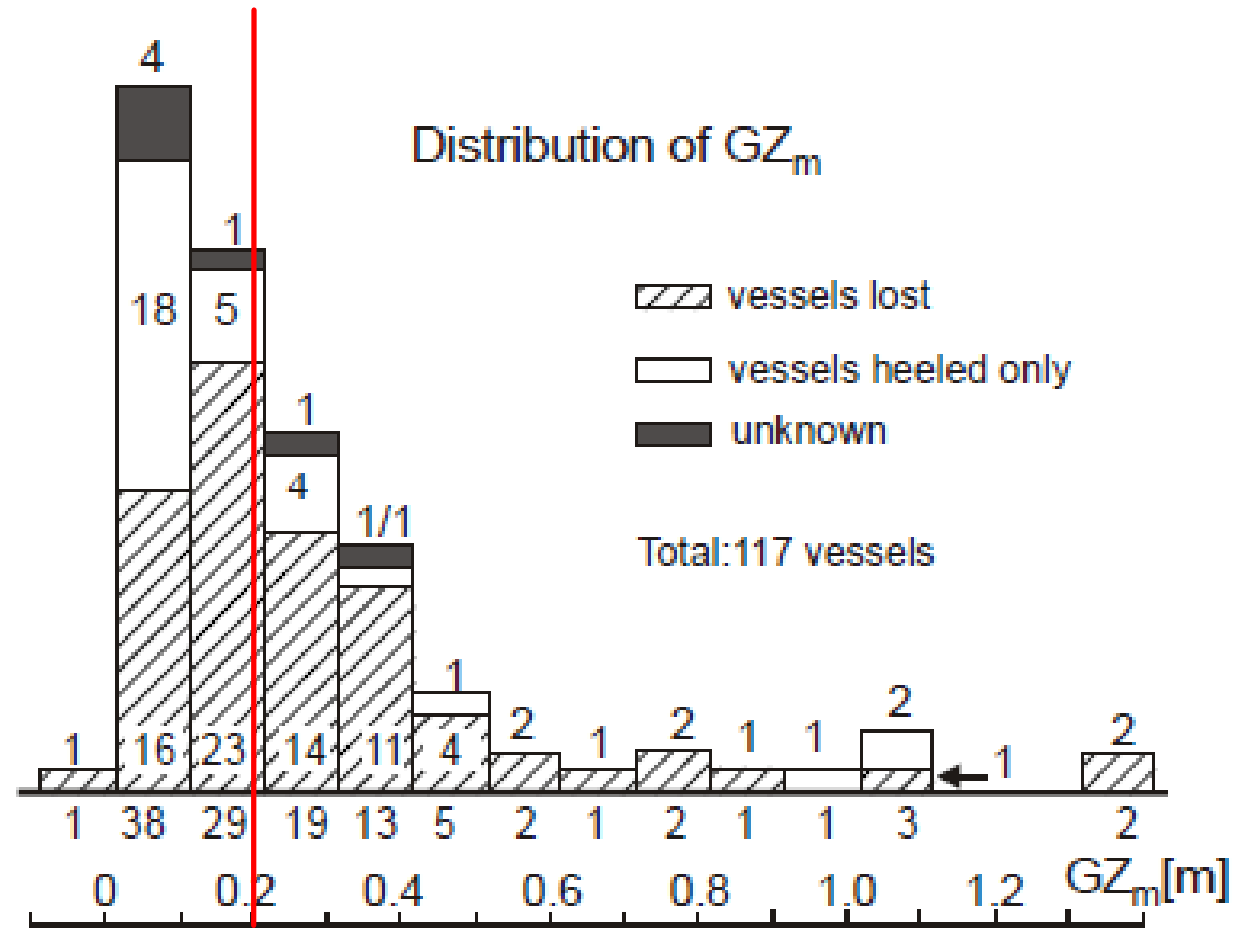 4
Distribution of GZm
1
18 5
vessels lost
vessels heeled only
1
unknown
4
1/1
Total:117 vessels
1
1 16 23 14 11 4 2 1 2 1 1 2 1 2
1 38 29 19 13 5 2 1 2 1 1 3 2
GZm[m]
0 0.2 0.4 0.6 0.8 1.0 1.2